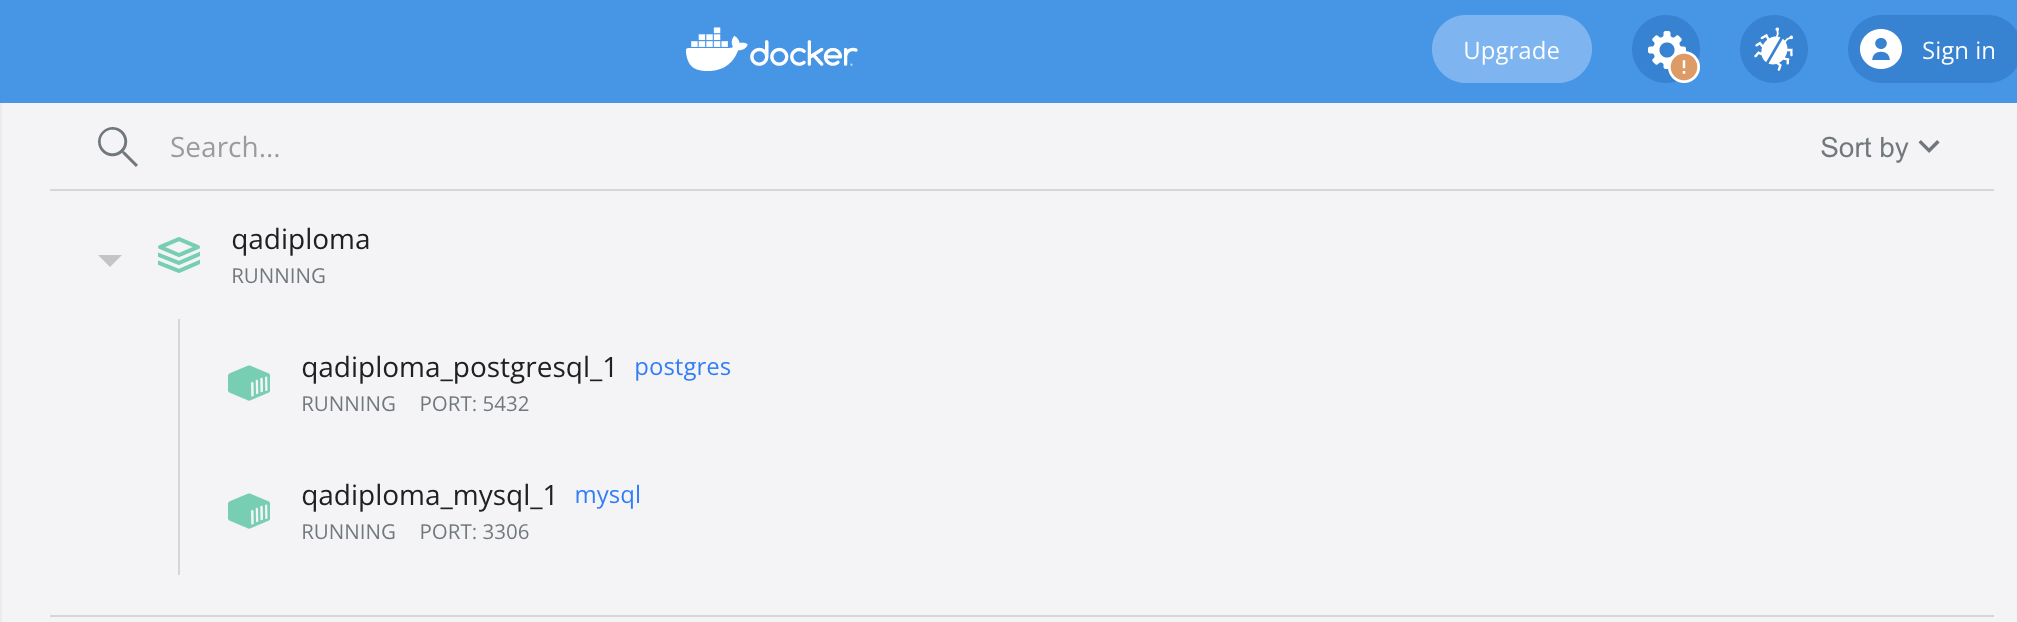 docker
Upgrade
Sign in
Search...
Sort by
qadiploma
RUNNING
qadiploma_postgresql_1 postgres
RUNNING PORT: 5432
qadiploma_mysql_1 mysql
RUNNING PORT: 3306